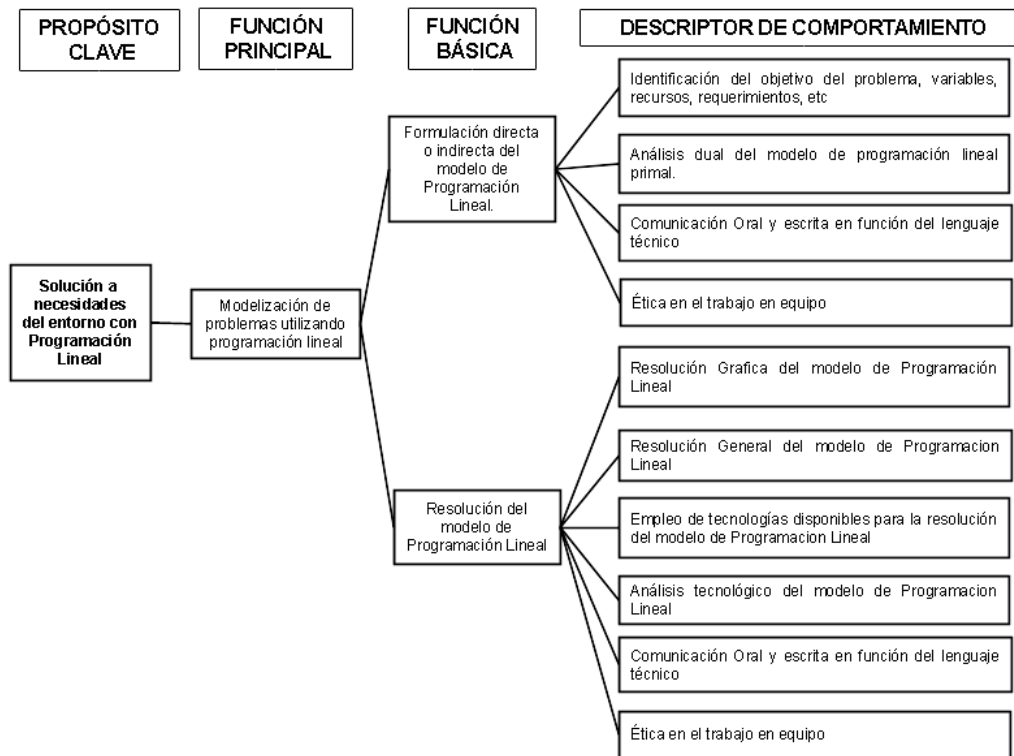 PROPÓSITO
CLAVE
FUNCIÓN
PRINCIPAL
FUNCIÓN
BÁSICA
DESCRIPTOR DE COMPORTAMIENTO
Solución a
necesidades
del entorno con
Programación
Lineal
Modelización de
problemas utilizando
programación lineal
Formulación directa
o indirecta del
modelo de
Programación
Lineal.
Identificación del objetivo del problema, variables,
recursos, requerimientos, etc
Análisis dual del modelo de programación lineal
primal.
Comunicación Oral y escrita en función del lenguaje
técnico
Ética en el trabajo en equipo
Resolución del
modelo de
Programación Lineal
Resolución Grafica del modelo de Programación
Lineal
Resolución General del modelo de Programacion
Lineal
Empleo de tecnologías disponibles para la resolución
del modelo de Programacion Lineal
Análisis tecnológico del modelo de Programacion
Lineal
Comunicación Oral y escrita en función del lenguaje
técnico
Ética en el trabajo en equipo